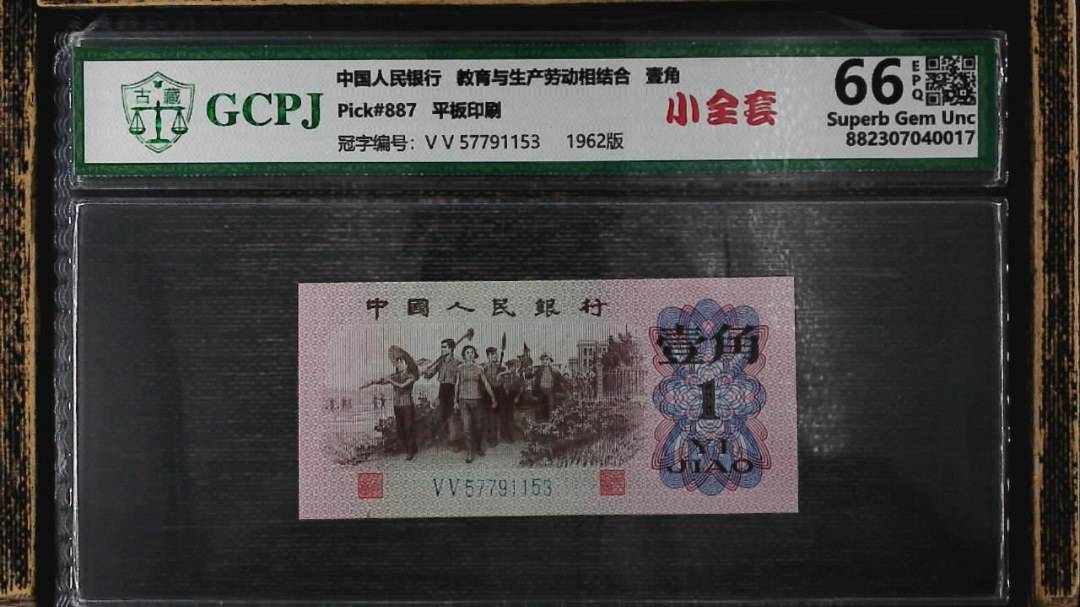 古 藏
GCPJ
中国人民银行 教育与生产劳动相结合 壹角
Pick#887 平板印刷
冠字编号: VV57791153 1962版
小全套
66
EPQ
Superb Gem Unc
882307040017
中國人民銀行
壹角
1
YI
JIAO
VV57791153